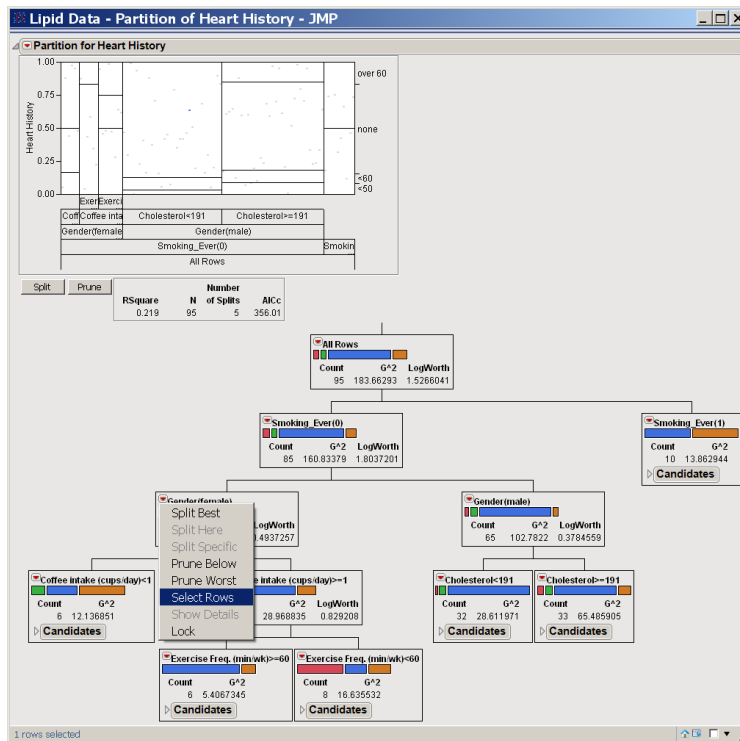 Lipid Data - Partition of Heart History - JMP
Partition for Heart History
1.00
0.75
0.50
0.25
0.00
Heart History
over 60
none
<60
<50
Exer Exerci
Coff Coffee inta Cholesterol<191 Cholesterol>=191
Gender(female Gender(male)
Smoking_Ever(0) Smokin
All Rows
Split Prune
Number
RSquare N of Splits AICc
0.219 95 5 356.01
All Rows
Count G^2 LogWorth
95 183.66293 1.5266041
Smoking_Ever(0) Smoking_Ever(1)
Count G^2 LogWorth Count G^2
85 160.83379 1.8037201 10 13.862944
Candidates
Gender(female) Gender(male)
LogWorth Count G^2 LogWorth
.4937257 65 102.7822 0.3784559
Split Best
Split Here
Split Specific
Prune Below
Prune Worst
Select Rows
Show Details
Lock
Coffee intake (cups/day)<1 e intake (cups/day)>=1 Cholesterol<191 Cholesterol>=191
Count G^2 G^2 LogWorth Count G^2 Count G^2
6 12.136851 28.968835 0.829208 32 28.611971 33 65.485905
Candidates Candidates Candidates
Exercise Freq. (min/wk)>=60 Exercise Freq. (min/wk)<60
Count G^2 Count G^2
6 5.4067345 8 16.635532
Candidates Candidates
1 rows selected